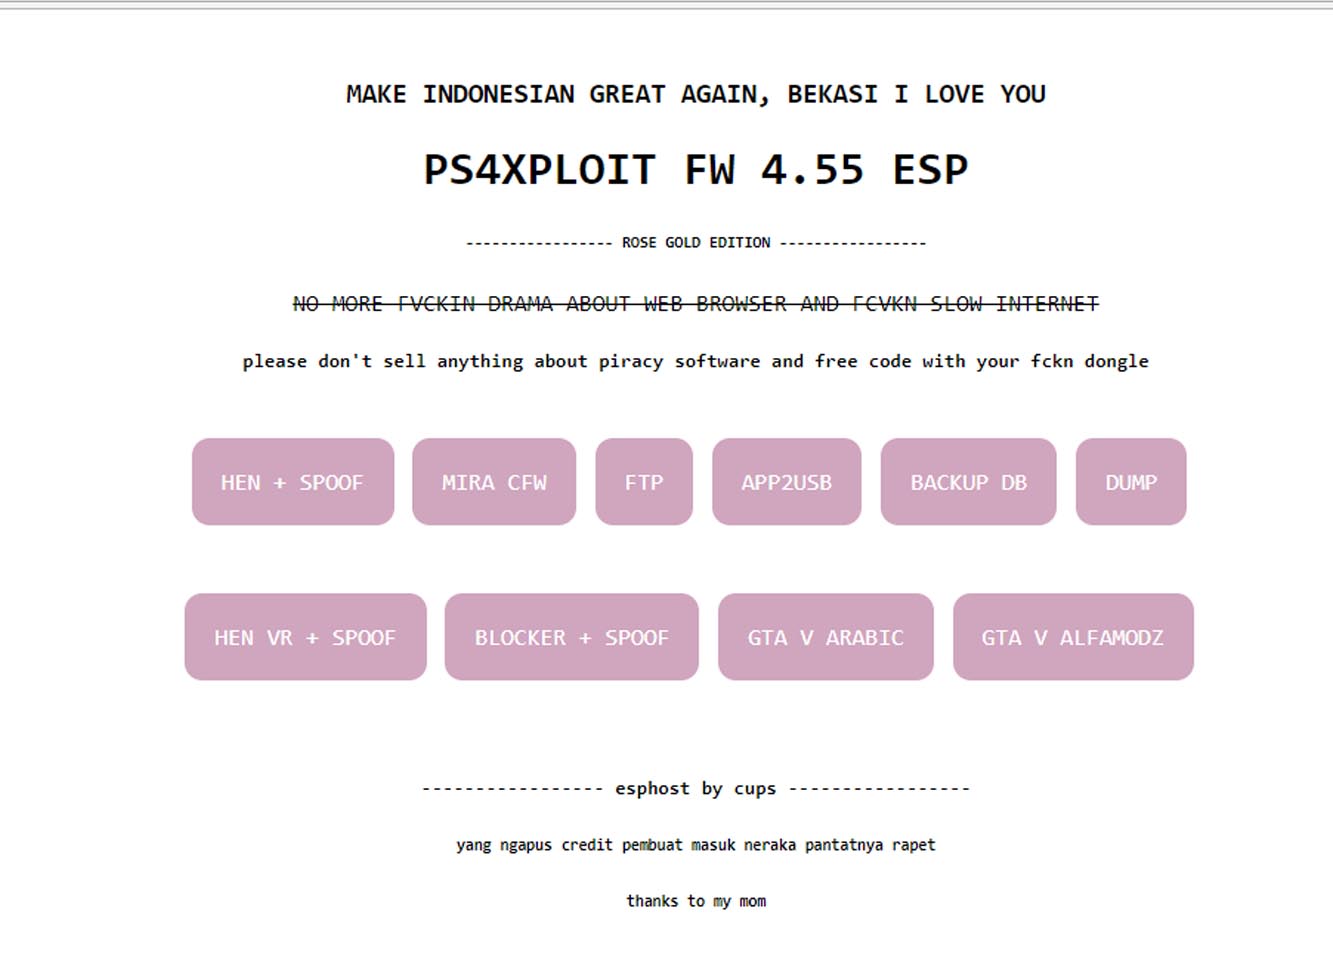 MAKE INDONESIAN GREAT AGAIN, BEKASI I LOVE YOU
PS4XPLOIT FW 4.55 ESP
----------------- ROSE GOLD EDITION -----------------
NO MORE FVCKIN DRAMA ABOUT WEB BROWSER AND FCVKN SLOW INTERNET
please don't sell anything about piracy software and free code with your fckn dongle
HEN + SPOOF MIRA CFW FTP APP2USB BACKUP DB DUMP
HEN VR + SPOOF BLOCKER + SPOOF GTA V ARABIC GTA V ALFAMODZ
----------------- esphost by cups -----------------
yang ngapus credit pembuat masuk neraka pantatnya rapet
thanks to my mom